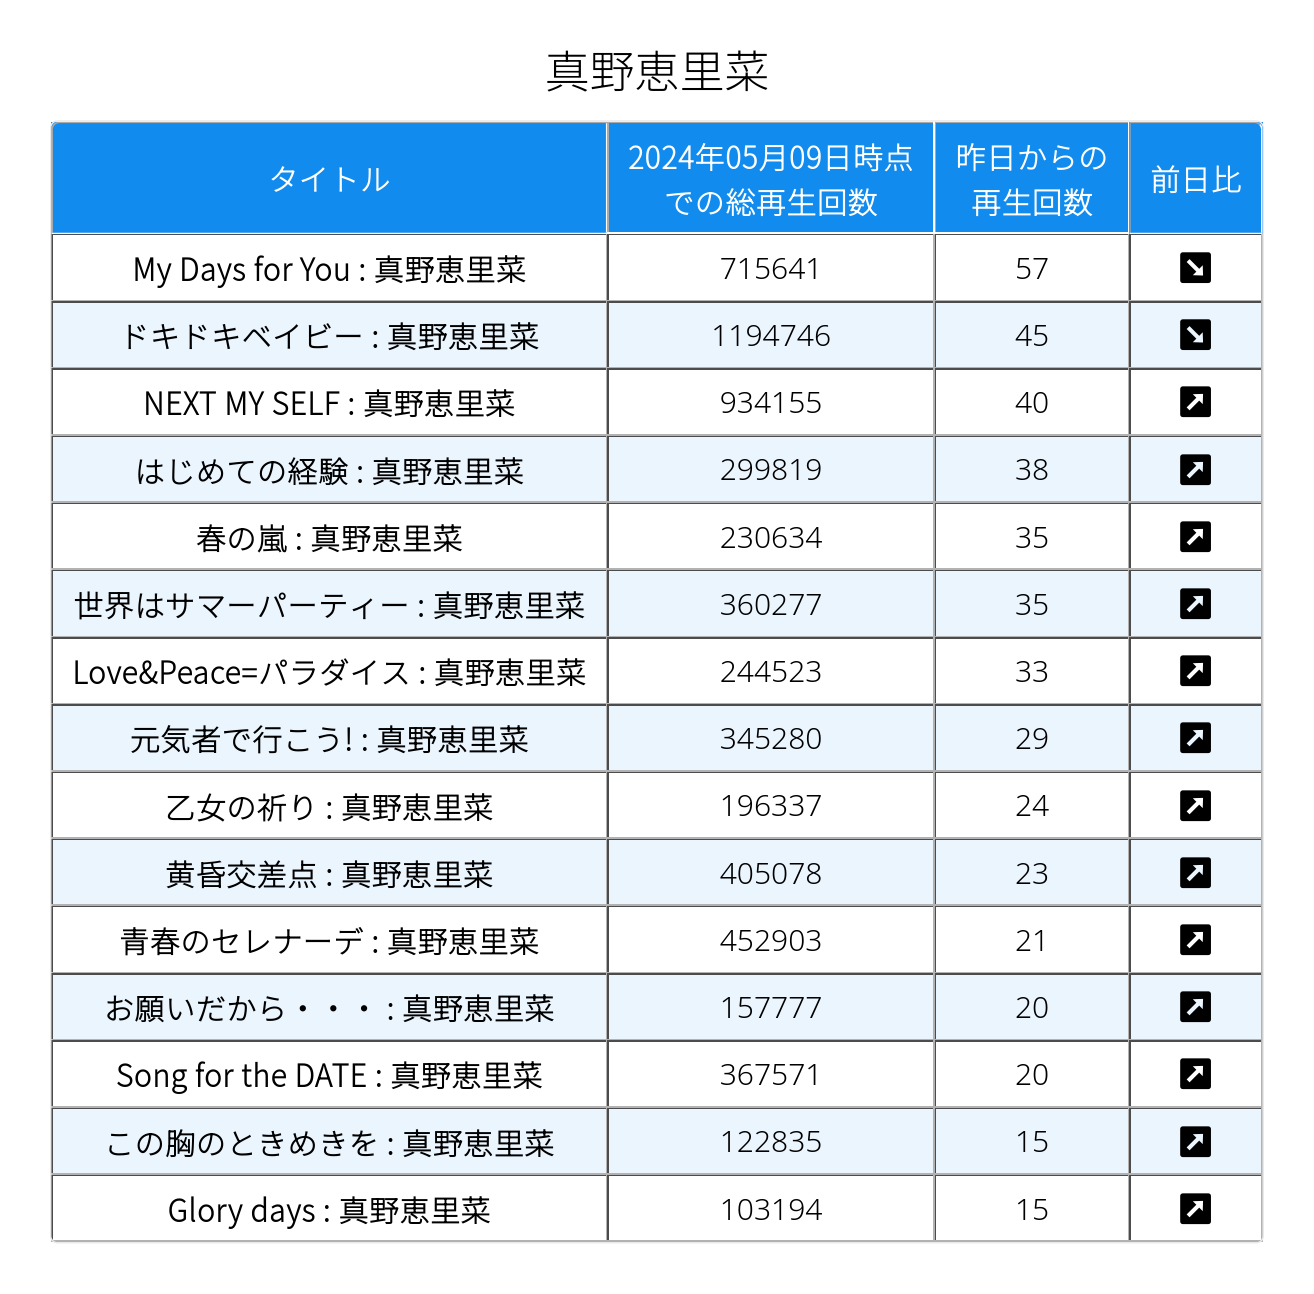 真野恵里菜
タイトル 2024年05月09日時点での総再生回数 昨日からの再生回数 前日比
My Days for You : 真野恵里菜 715641 57 ↘
ドキドキベイビー : 真野恵里菜 1194746 45 ↘
NEXT MY SELF : 真野恵里菜 934155 40 ↗
はじめての経験 : 真野恵里菜 299819 38 ↗
春の嵐 : 真野恵里菜 230634 35 ↗
世界はサマーパーティー : 真野恵里菜 360277 35 ↗
Love&Peace=パラダイス : 真野恵里菜 244523 33 ↗
元気者で行こう! : 真野恵里菜 345280 29 ↗
乙女の祈り : 真野恵里菜 196337 24 ↗
黄昏交差点 : 真野恵里菜 405078 23 ↗
青春のセレナーデ : 真野恵里菜 452903 21 ↗
お願いだから・・・ : 真野恵里菜 157777 20 ↗
Song for the DATE : 真野恵里菜 367571 20 ↗
この胸のときめきを : 真野恵里菜 122835 15 ↗
Glory days : 真野恵里菜 103194 15 ↗